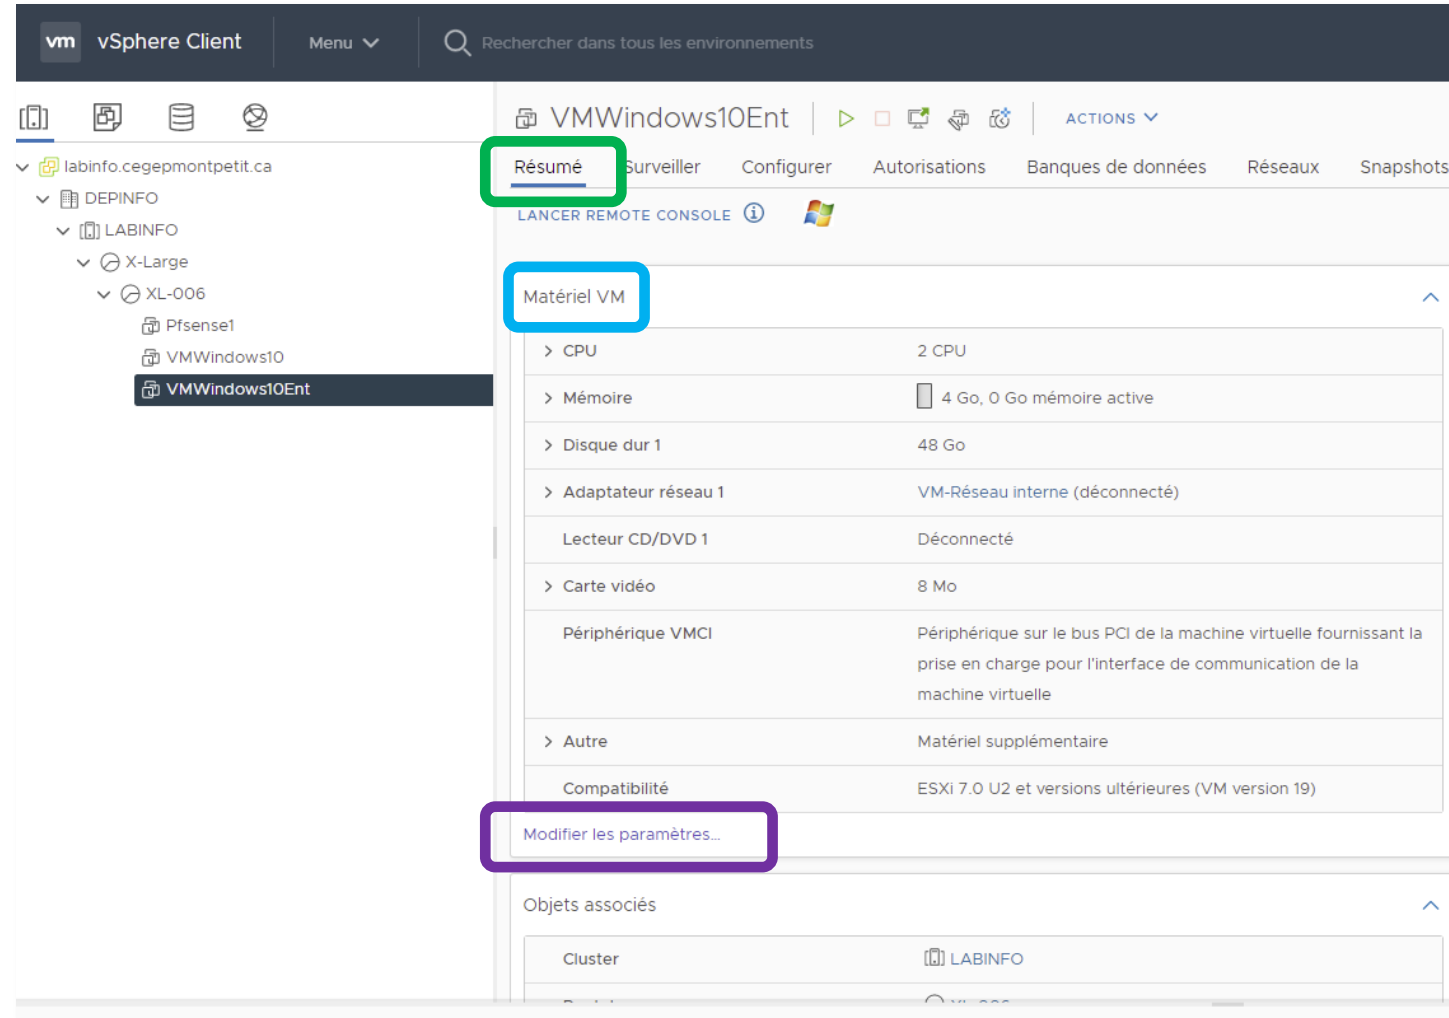 vm vSphere Client Menu Rechercher dans tous les environnements
VMWindows10Ent ACTIONS
labinfo.cegepmontpetit.ca
DEPINFO
LABINFO
X-Large
XL-006
Pfsense1
VMWindows10
VMWindows10Ent
Résumé Surveiller Configurer Autorisations Banques de données Réseaux Snapshots
LANCER REMOTE CONSOLE
Matériel VM
CPU 2 CPU
Mémoire 4 Go, 0 Go mémoire active
Disque dur 1 48 Go
Adaptateur réseau 1 VM-Réseau interne (déconnecté)
Lecteur CD/DVD 1 Déconnecté
Carte vidéo 8 Mo
Périphérique VMCI Périphérique sur le bus PCI de la machine virtuelle fournissant la
prise en charge pour l'interface de communication de la
machine virtuelle
Autre Matériel supplémentaire
Compatibilité ESXi 7.0 U2 et versions ultérieures (VM version 19)
Modifier les paramètres...
Objets associés
Cluster LABINFO
XL-006